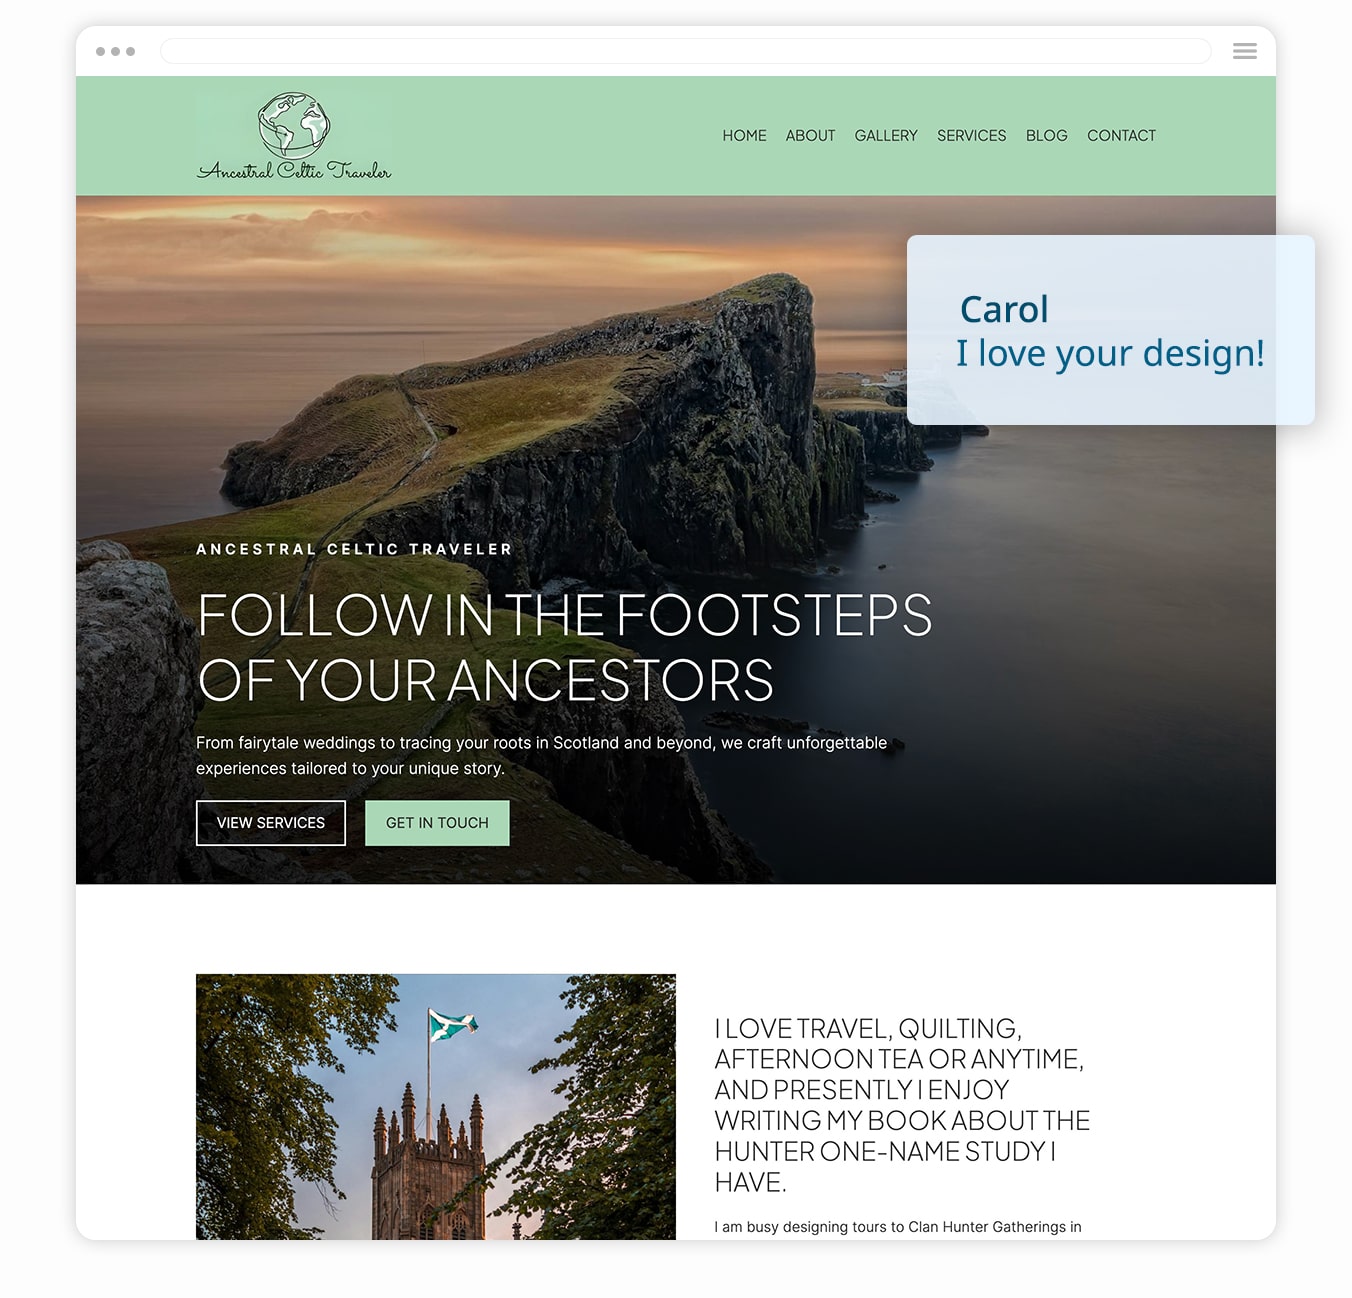 Ancestral Celtic Traveler
HOME ABOUT GALLERY SERVICES BLOG CONTACT
Carol
I love your design!
ANCESTRAL CELTIC TRAVELER
FOLLOW IN THE FOOTSTEPS
OF YOUR ANCESTORS
From fairytale weddings to tracing your roots in Scotland and beyond, we craft unforgettable
experiences tailored to your unique story.
VIEW SERVICES GET IN TOUCH
I LOVE TRAVEL, QUILTING,
AFTERNOON TEA OR ANYTIME,
AND PRESENTLY I ENJOY
WRITING MY BOOK ABOUT THE
HUNTER ONE-NAME STUDY I
HAVE.
I am busy designing tours to Clan Hunter Gatherings in